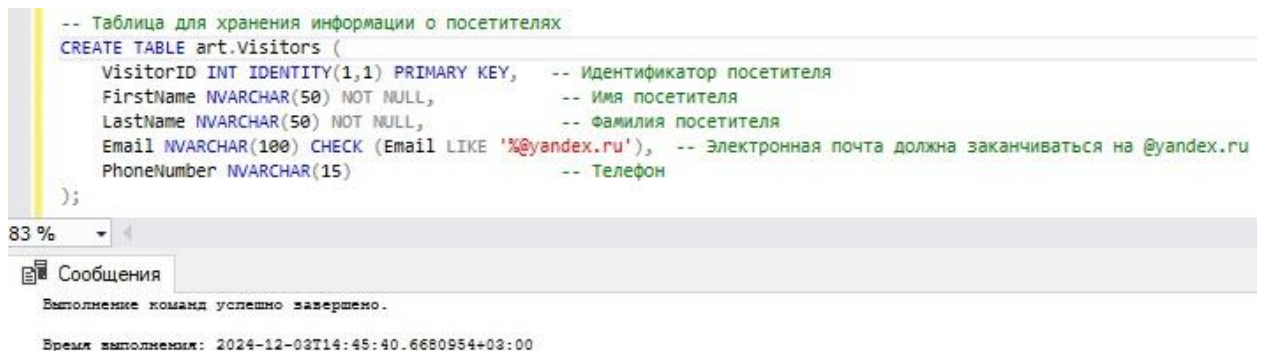 -- Таблица для хранения информации о посетителях
CREATE TABLE art.Visitors (
VisitorID INT IDENTITY(1,1) PRIMARY KEY, -- Идентификатор посетителя
FirstName NVARCHAR(50) NOT NULL, -- Имя посетителя
LastName NVARCHAR(50) NOT NULL, -- Фамилия посетителя
Email NVARCHAR(100) CHECK (Email LIKE '%@yandex.ru'), -- Электронная почта должна заканчиваться на @yandex.ru
PhoneNumber NVARCHAR(15) -- Телефон
);
83 %
Сообщения
Выполнение команд успешно завершено.
Время выполнения: 2024-12-03T14:45:40.6680954+03:00